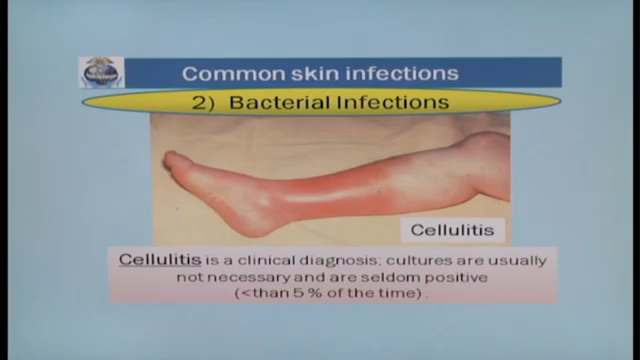 Common skin infections
2) Bacterial Infections
Cellulitis
Cellulitis is a clinical diagnosis; cultures are usually
not necessary and are seldom positive
(<than 5 % of the time) .